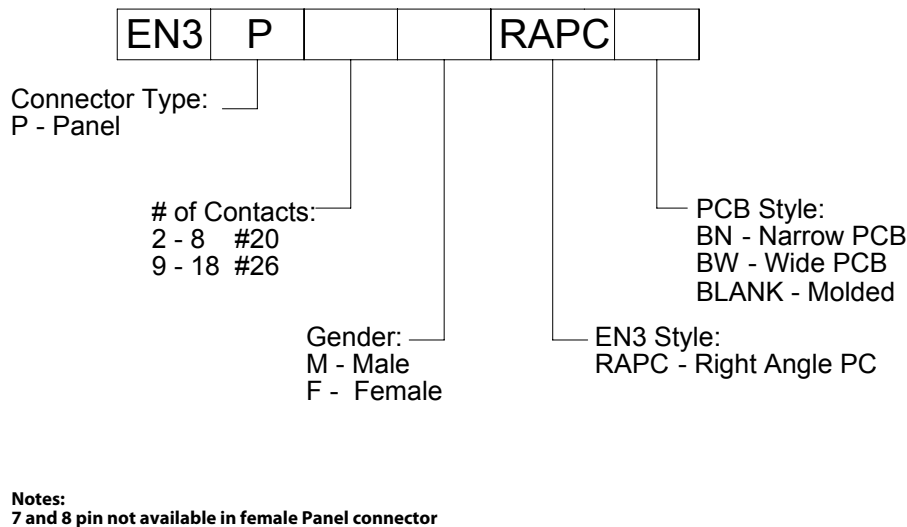 EN3 P RAPC
Connector Type:
P - Panel
# of Contacts:
2 - 8 #20
9 - 18 #26
PCB Style:
BN - Narrow PCB
BW - Wide PCB
BLANK - Molded
Gender:
M - Male
F - Female
EN3 Style:
RAPC - Right Angle PC
Notes:
7 and 8 pin not available in female Panel connector